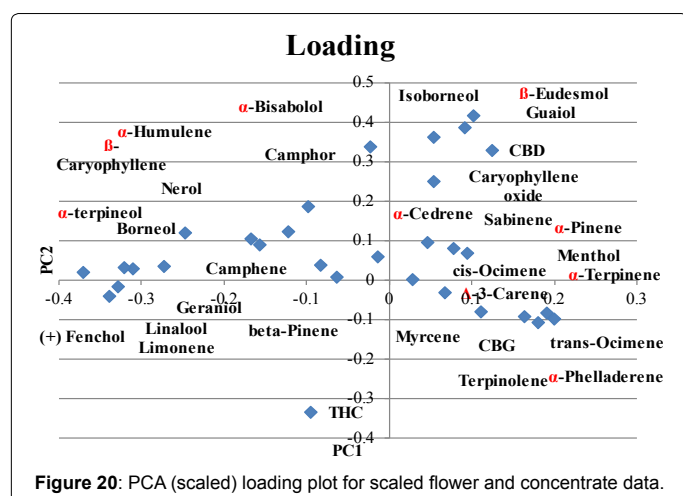 Loading
0.5
ß-Eudesmol
Isoborneol
Guaiol
α-Bisabolol
0.4
α-Humulene
ß-
Caryophyllene
Camphor
0.3
CBD
Caryophyllene
oxide
Nerol
0.2
α-terpineol
α-Cedrene
Sabinene
α-Pinene
Borneol
0.1
PC2
Camphene
cis-Ocimene
Menthol
α-Terpinene
0
-0.4
-0.3
-0.2
-0.1
0
0.1
0.2
0.3
Δ-3-Carene
Geraniol
-0.1
(+) Fenchol
Linalool
Limonene
beta-Pinene
Myrcene
CBG
trans-Ocimene
-0.2
Terpinolene
α-Phelladerene
-0.3
THC
-0.4
PC1
Figure 20: PCA (scaled) loading plot for scaled flower and concentrate data.